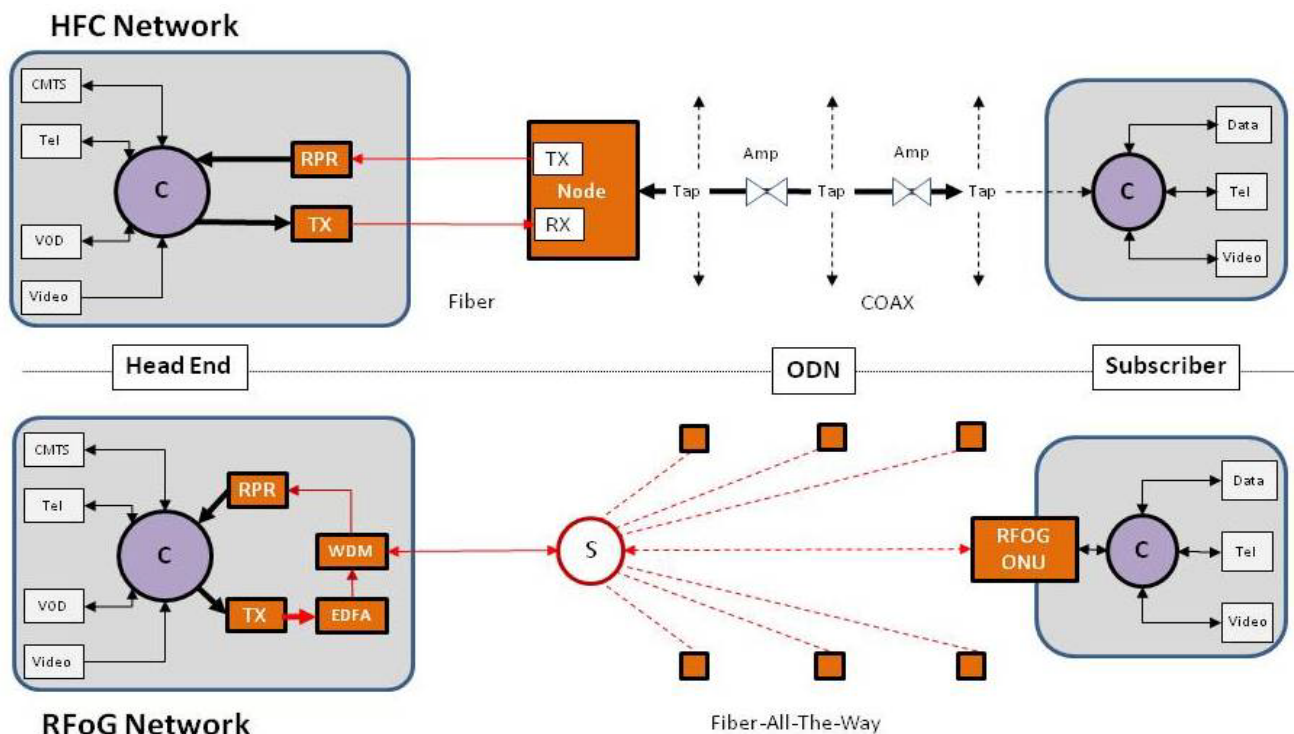 HFC Network
CMTS
Tel
VOD
Video
C
RPR
TX
Fiber
TX
Node
RX
Tap
Amp
Tap
Amp
Tap
COAX
C
Data
Tel
Video
Head End
ODN
Subscriber
CMTS
Tel
VOD
Video
C
RPR
WDM
TX
EDFA
S
RFOG
ONU
C
Data
Tel
Video
RFoG Network
Fiber-All-The-Way